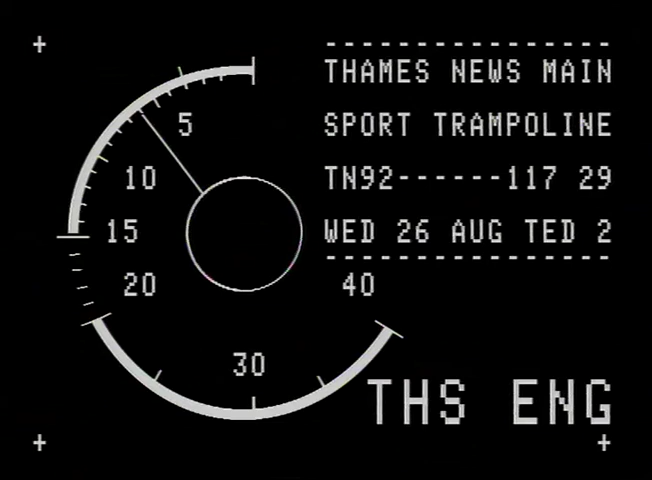 THAMES NEWS MAIN
SPORT TRAMPOLINE
TN92------117 29
WED 26 AUG TED 2
5
10
15
20
40
30
THS ENG